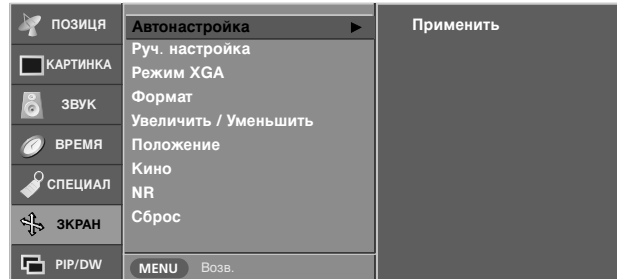 ПОЗИЦЯ
КАРТИНКА
ЗВУК
ВРЕМЯ
СПЕЦИАЛ
ЗКРАН
PIP/DW
Автонастройка ►
Руч. настройка
Режим XGA
Формат
Увеличить / Уменьшить
Положение
Кино
NR
Сброс
MENU Возв.
Применить